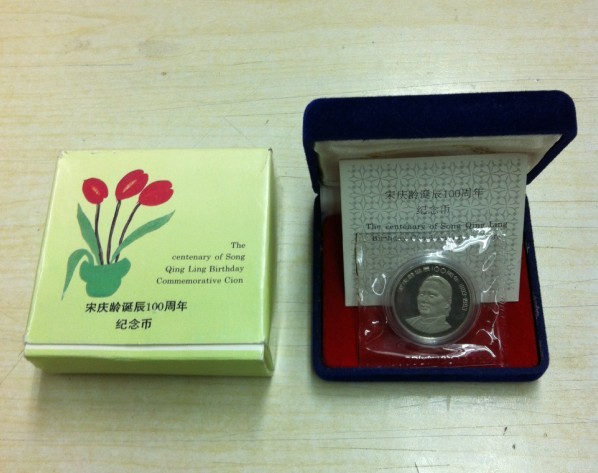 The
centenary of Song
Qing Ling Birthday
Commemorative Cion
宋庆龄诞辰100周年
纪念币
宋庆龄诞辰100周年
纪念币
The centenary of Song Qing Ling
Birthday